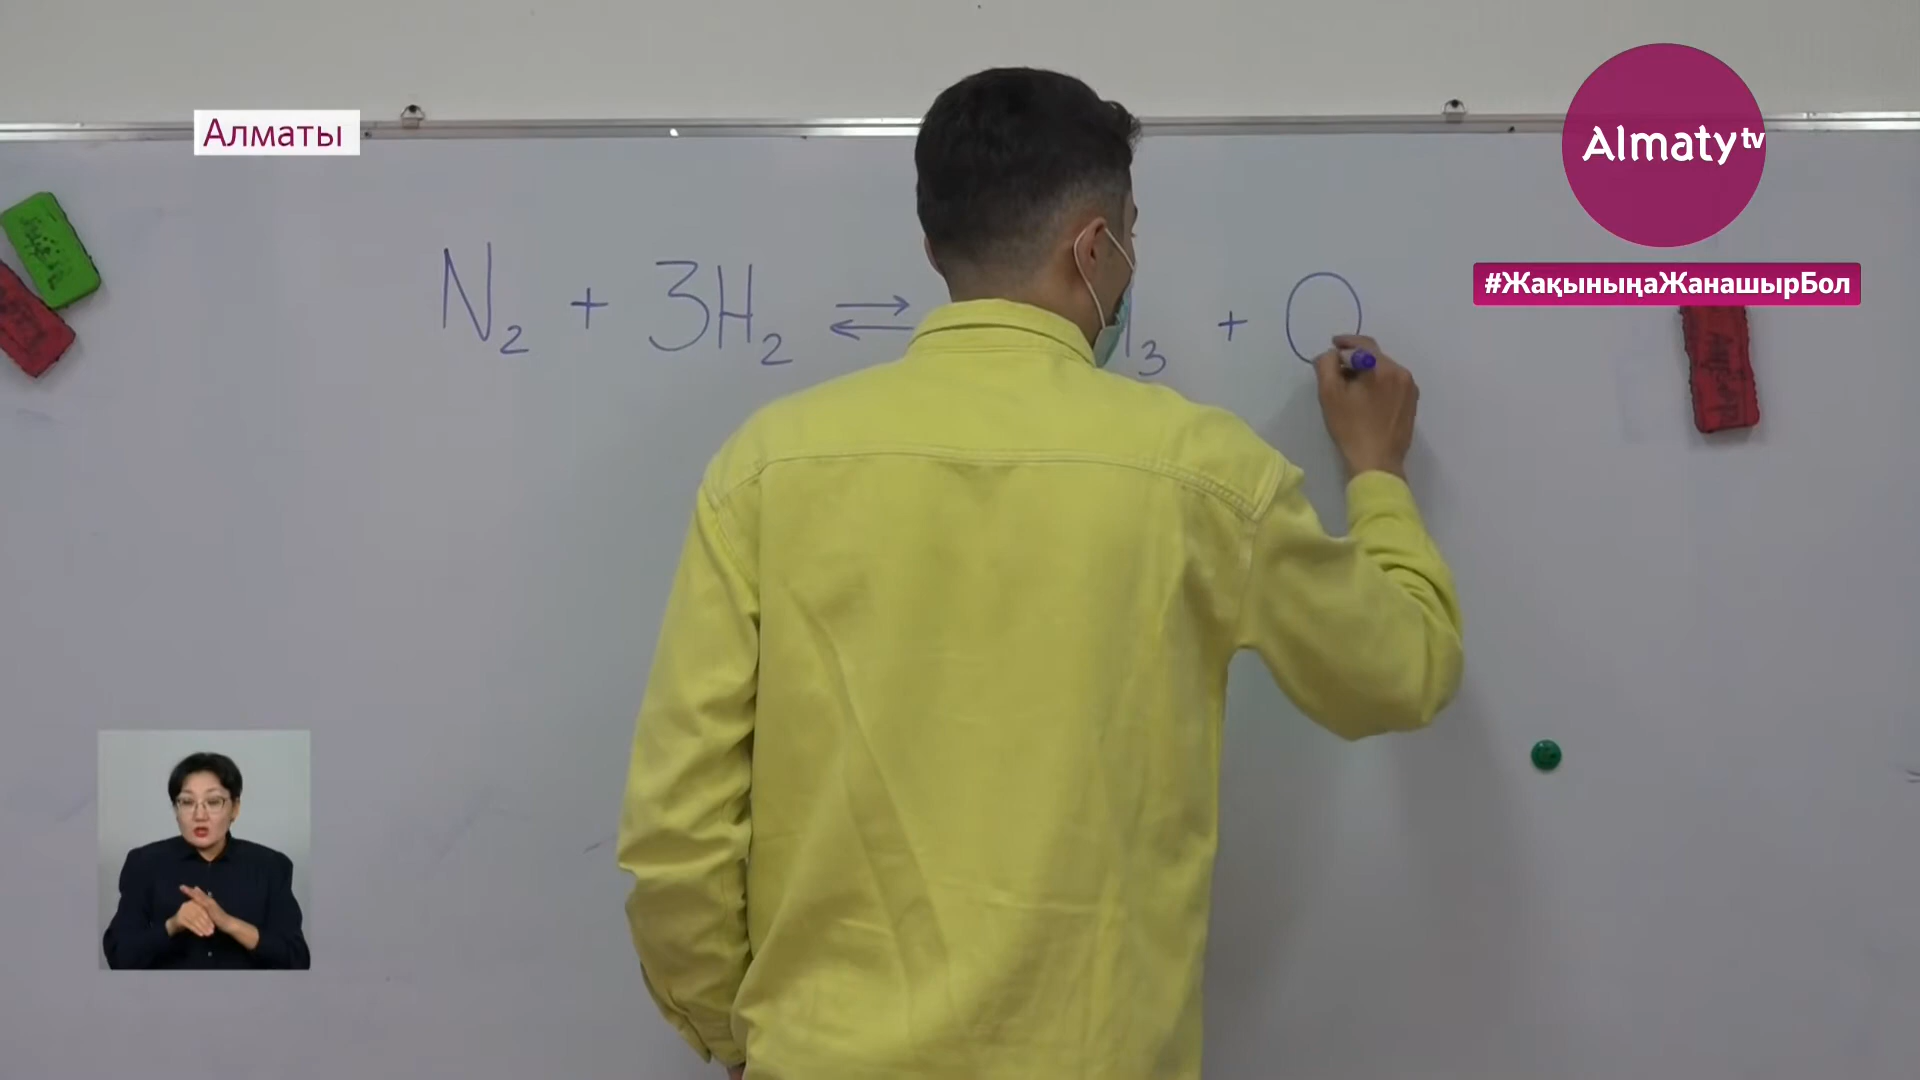 Алматы
Almaty tv
#ЖақыныңаЖанашырБол
N₂ + 3H₂ ⇌ ₃ + O